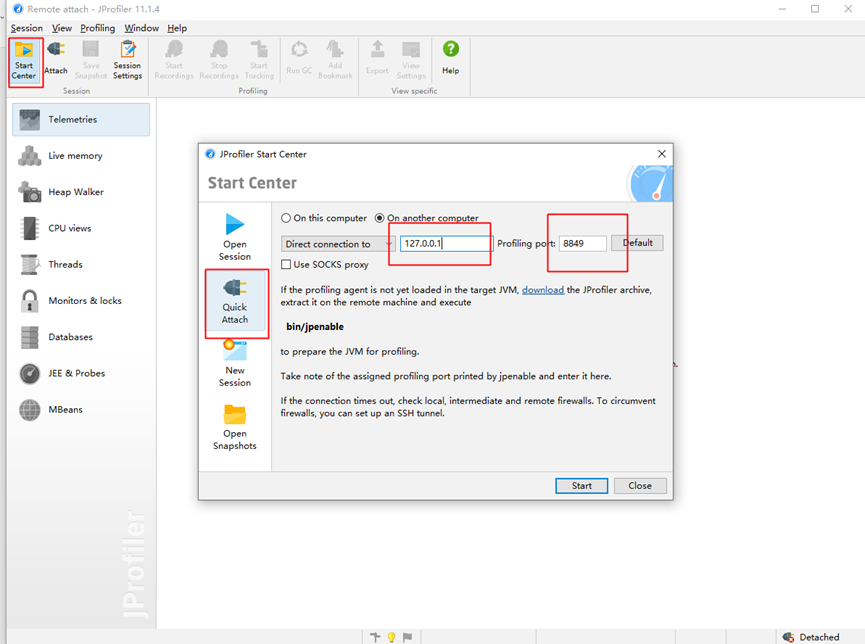 Remote attach - JProfiler 11.1.4
Session View Profiling Window Help
Start Center
Attach
Save Snapshot
Session Settings
Start Recordings
Stop Recordings
Start Tracking
Run GC
Add Bookmark
Export
View Settings
Help
Session
Profiling
View specific
Telemetries
Live memory
Heap Walker
CPU views
Threads
Monitors & locks
Databases
JEE & Probes
MBeans
JProfiler
JProfiler Start Center
Start Center
Open Session
Quick Attach
New Session
Open Snapshots
On this computer On another computer
Direct connection to 127.0.0.1 Profiling port: 8849 Default
Use SOCKS proxy
If the profiling agent is not yet loaded in the target JVM, download the JProfiler archive,
extract it on the remote machine and execute
bin/jpenable
to prepare the JVM for profiling.
Take note of the assigned profiling port printed by jpenable and enter it here.
If the connection times out, check local, intermediate and remote firewalls. To circumvent
firewalls, you can set up an SSH tunnel.
Start Close
Detached